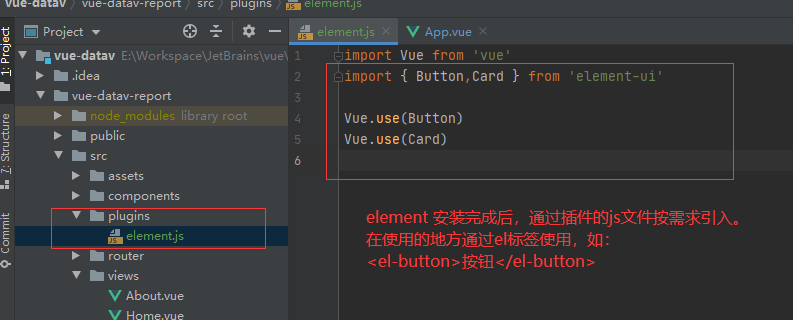 vue-datav › vue-datav-report › src › plugins › element.js
1: Project
Project
element.js
App.vue
vue-datav E:\Workspace\JetBrains\vue\
.idea
vue-datav-report
node_modules library root
public
src
assets
components
plugins
element.js
router
views
About.vue
Home.vue
7: Structure
Commit
1 import Vue from 'vue'
2 import { Button,Card } from 'element-ui'
3
4 Vue.use(Button)
5 Vue.use(Card)
6
element 安装完成后，通过插件的js文件按需求引入。
在使用的地方通过el标签使用，如：
<el-button>按钮</el-button>